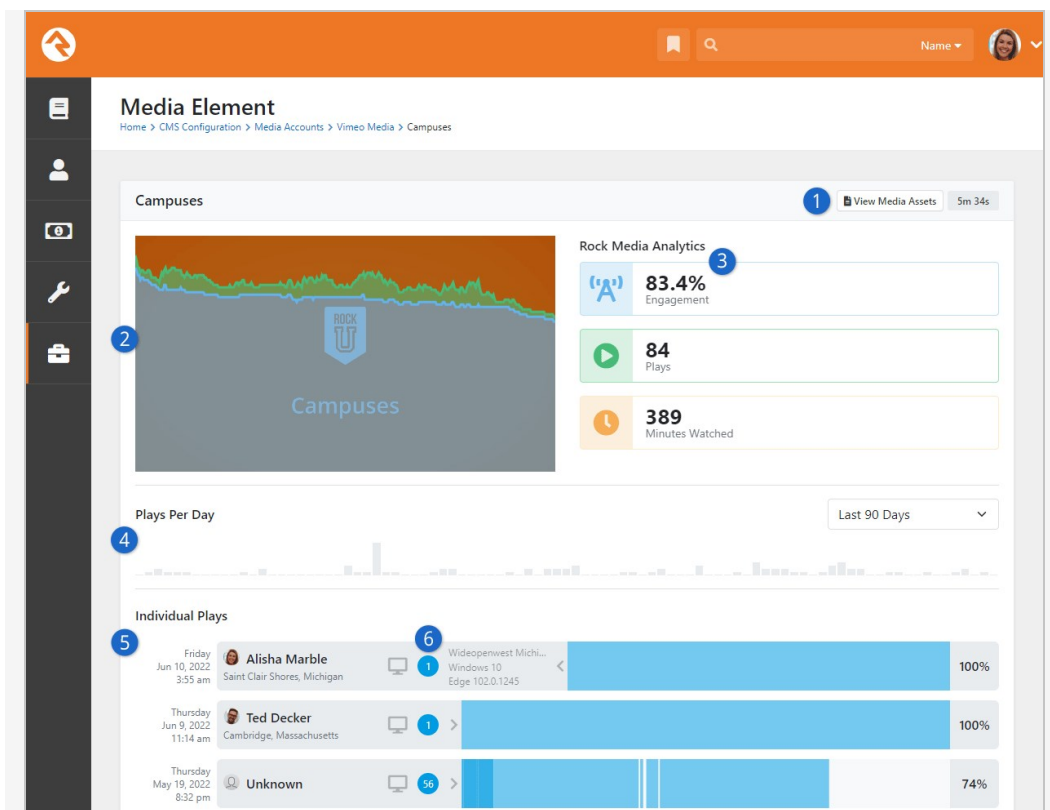 Name
Media Element
Home > CMS Configuration > Media Accounts > Vimeo Media > Campuses
Campuses
1
View Media Assets
5m 34s
Rock Media Analytics
3
83.4%
Engagement
2
ROCK
U
Campuses
84
Plays
389
Minutes Watched
Plays Per Day
Last 90 Days
4
Individual Plays
5
6
Friday
Jun 10, 2022
3:55 am
Alisha Marble
Saint Clair Shores, Michigan
1
Wideopenwest Michi...
Windows 10
Edge 102.0.1245
100%
Thursday
Jun 9, 2022
11:14 am
Ted Decker
Cambridge, Massachusetts
1
100%
Thursday
May 19, 2022
8:32 pm
Unknown
56
74%